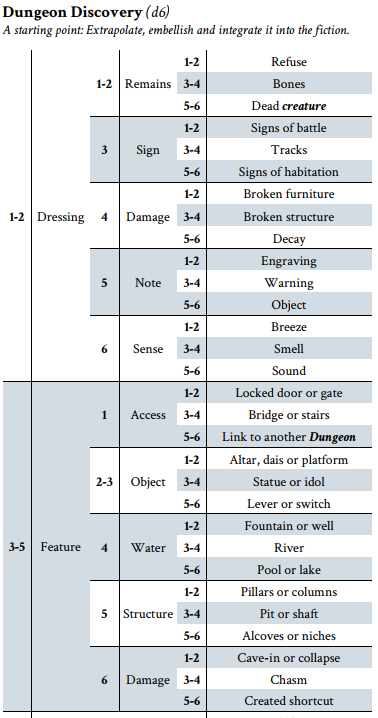 Dungeon Discovery (d6)
A starting point: Extrapolate, embellish and integrate it into the fiction.
1-2 Refuse
1-2 Remains 3-4 Bones
5-6 Dead creature
1-2 Signs of battle
3 Sign 3-4 Tracks
5-6 Signs of habitation
1-2 Broken furniture
1-2 Dressing 4 Damage 3-4 Broken structure
5-6 Decay
1-2 Engraving
5 Note 3-4 Warning
5-6 Object
1-2 Breeze
6 Sense 3-4 Smell
5-6 Sound
1-2 Locked door or gate
1 Access 3-4 Bridge or stairs
5-6 Link to another Dungeon
1-2 Altar, dais or platform
2-3 Object 3-4 Statue or idol
5-6 Lever or switch
1-2 Fountain or well
3-5 Feature 4 Water 3-4 River
5-6 Pool or lake
1-2 Pillars or columns
5 Structure 3-4 Pit or shaft
5-6 Alcoves or niches
1-2 Cave-in or collapse
6 Damage 3-4 Chasm
5-6 Created shortcut